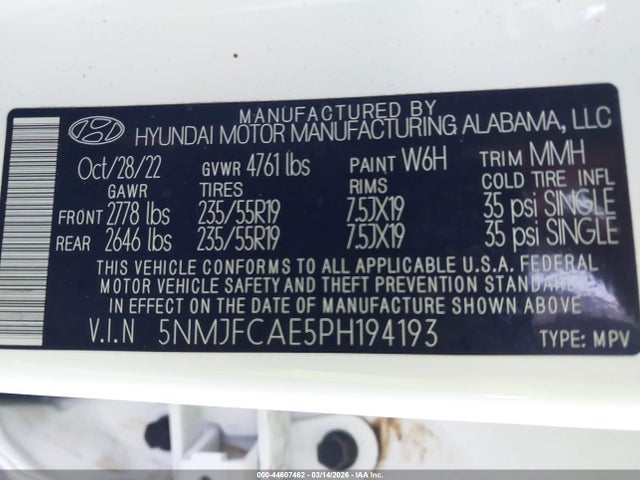 MANUFACTURED BY
HYUNDAI MOTOR MANUFACTURING ALABAMA, LLC
Oct/28/22 GVWR 4761 lbs PAINT W6H TRIM MMH
GAWR TIRES RIMS COLD TIRE INFL
FRONT 2778 lbs 235/55R19 7.5JX19 35 psi SINGLE
REAR 2646 lbs 235/55R19 7.5JX19 35 psi SINGLE
THIS VEHICLE CONFORMS TO ALL APPLICABLE U.S.A. FEDERAL
MOTOR VEHICLE SAFETY AND THEFT PREVENTION STANDARDS
IN EFFECT ON THE DATE OF MANUFACTURE SHOWN ABOVE
V.I.N 5NMJFCAE5PH194193 TYPE: MPV
000-44607462 - 03/14/2026 - IAA Inc.